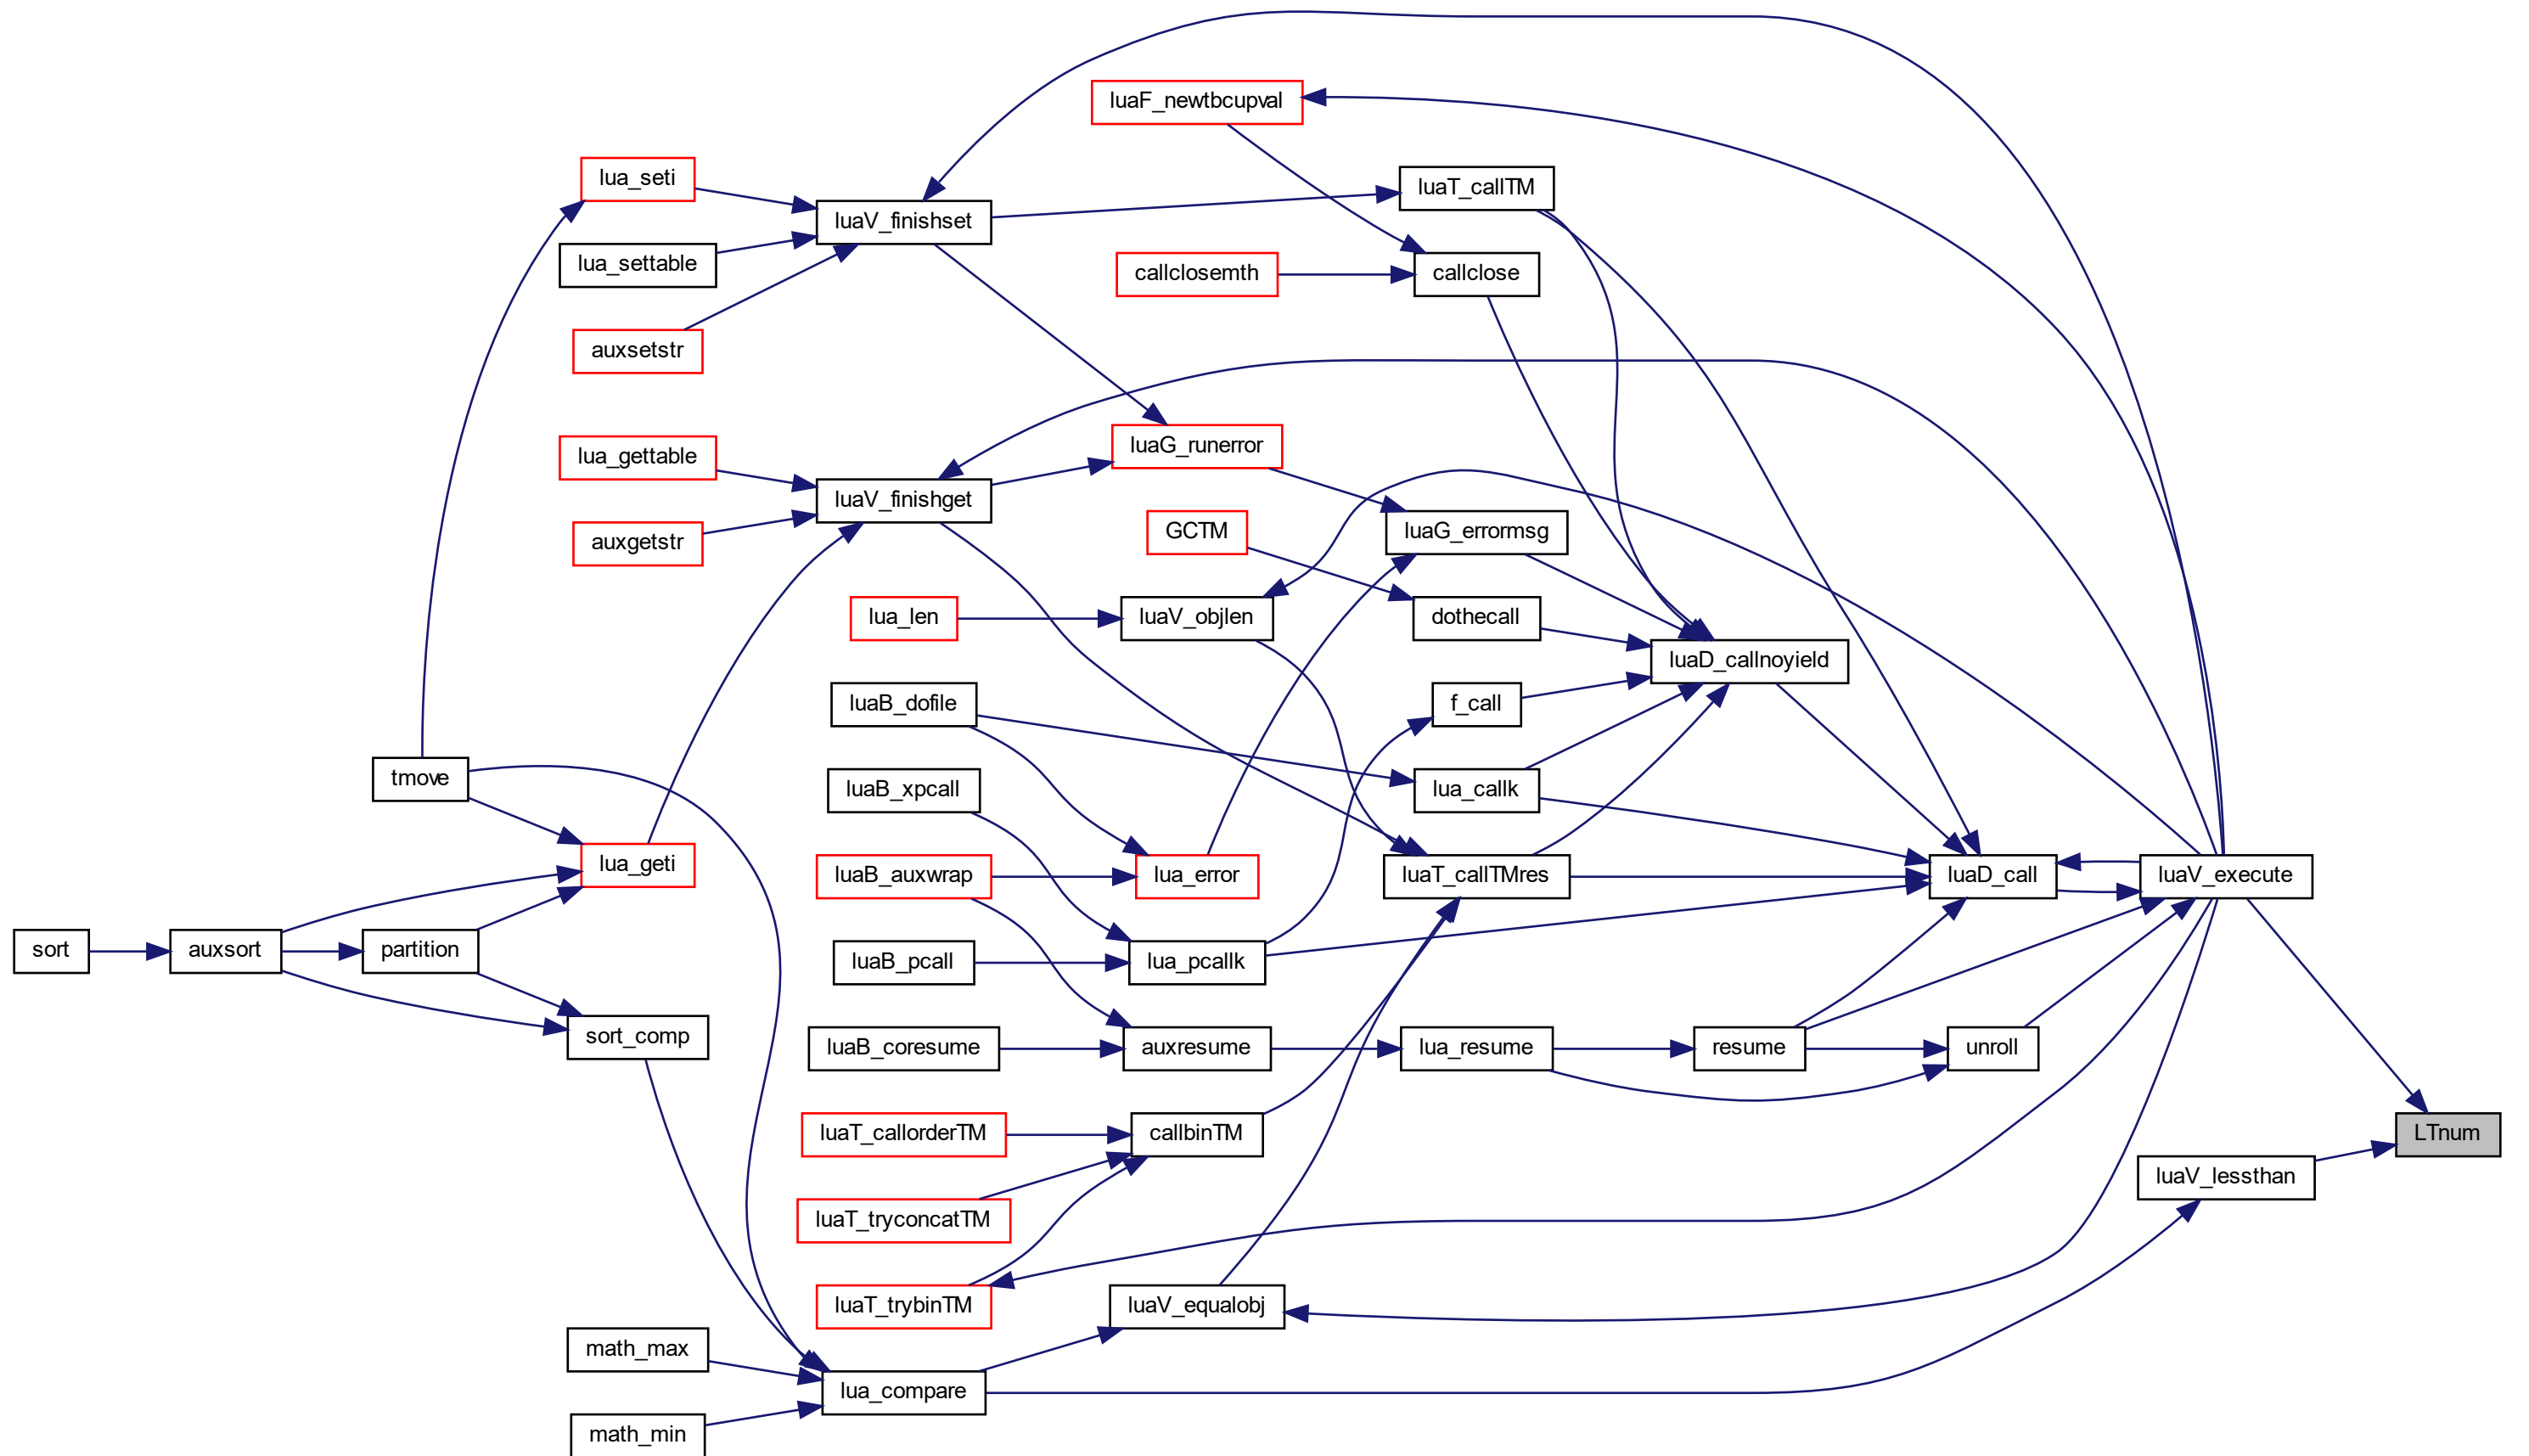 luaF_newtbcupval
lua_seti
luaT_callTM
luaV_finishset
lua_settable
callclosemth
callclose
auxsetstr
luaG_runerror
lua_gettable
luaV_finishget
GCTM
luaG_errormsg
auxgetstr
lua_len
luaV_objlen
dothecall
luaD_callnoyield
luaB_dofile
f_call
tmove
luaB_xpcall
lua_callk
lua_geti
luaB_auxwrap
lua_error
luaT_callTMres
luaD_call
luaV_execute
sort
auxsort
partition
luaB_pcall
lua_pcallk
sort_comp
luaB_coresume
auxresume
lua_resume
resume
unroll
luaT_callorderTM
callbinTM
LTnum
luaV_lessthan
luaT_tryconcatTM
luaT_trybinTM
luaV_equalobj
math_max
lua_compare
math_min